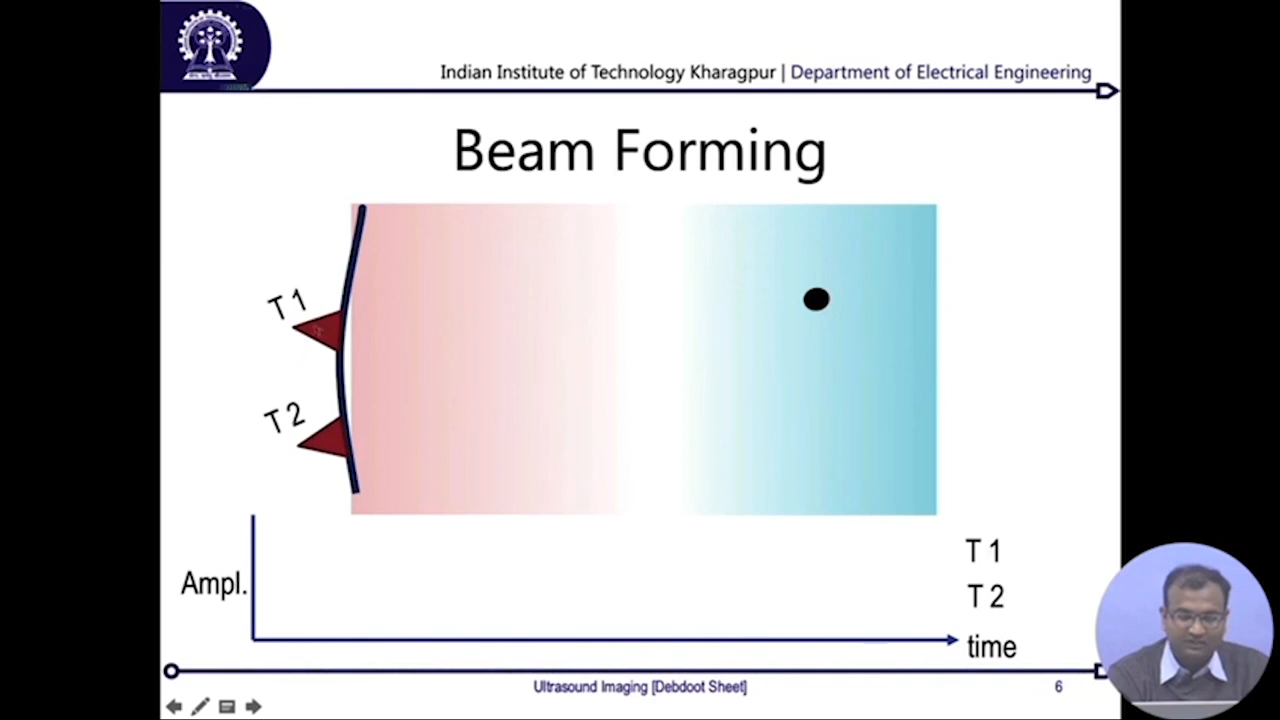 Indian Institute of Technology Kharagpur | Department of Electrical Engineering
Beam Forming
T 1
T 2
T 1
Ampl.
T 2
time
Ultrasound Imaging [Debdoot Sheet]
6